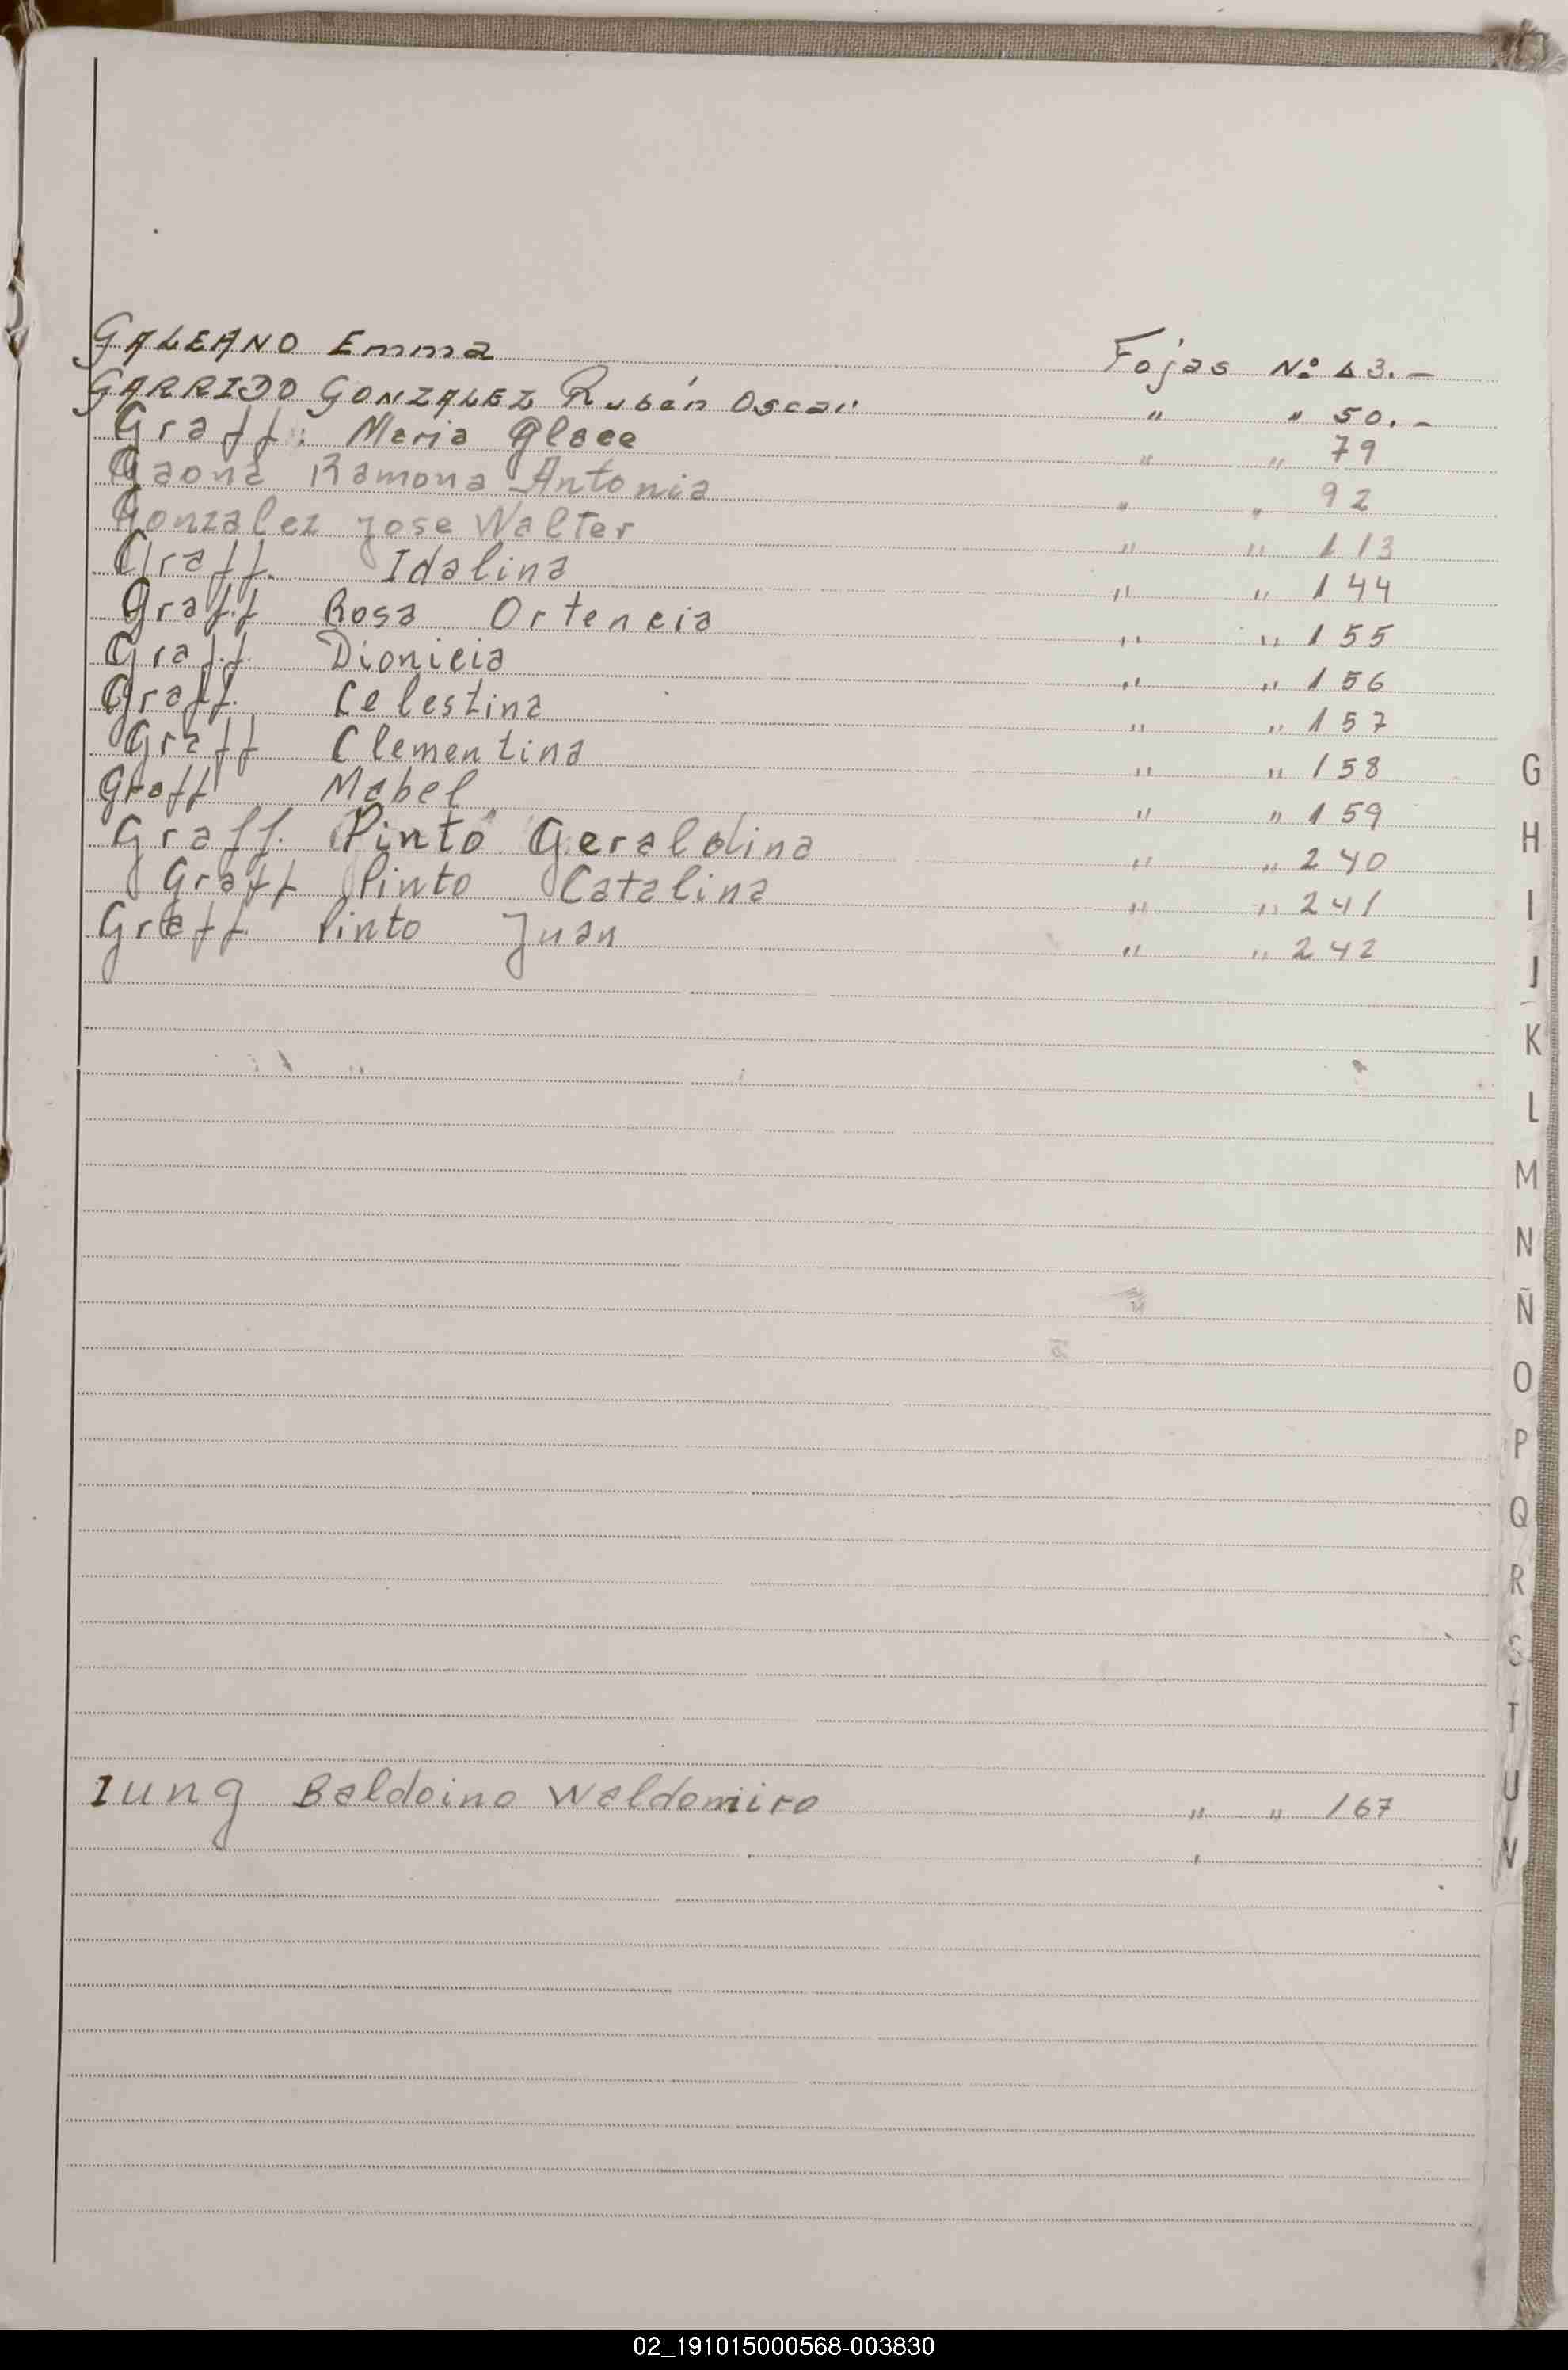 GALEANO Emma Fojas Nº 13.-
GARRIDO GONZALEZ Rubén Oscar " " 50.-
Graff: Maria Glace " " 79
Gaona Ramona Antonia " " 92
Gonzalez Jose Walter " " 113
Graff. Idalina " " 144
Graff Rosa Ortencia " " 155
Graff Dionicia " " 156
Graff. Celestina " " 157
Graff Clementina " " 158
Graff Mabel " " 159
Graff. Pinto Geraldina " " 240
Graff Pinto Catalina " " 241
Graff. Pinto Juan " " 242
Iung Baldoino Waldomiro " " 167
G
H
I
J
K
L
M
N
Ñ
O
P
Q
R
S
T
U
V
02_191015000568-003830